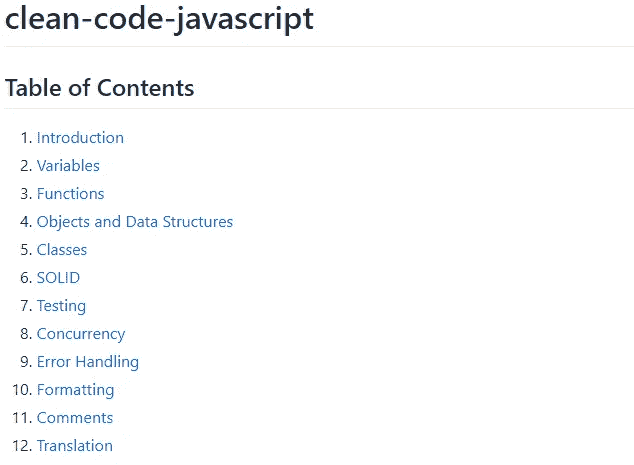 clean-code-javascript
Table of Contents
1. Introduction
2. Variables
3. Functions
4. Objects and Data Structures
5. Classes
6. SOLID
7. Testing
8. Concurrency
9. Error Handling
10. Formatting
11. Comments
12. Translation